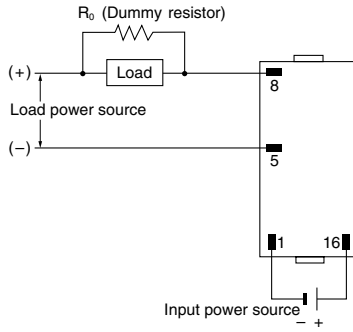 R₀ (Dummy resistor)
(+)
Load
8
Load power source
(−)
5
1
16
Input power source
− +